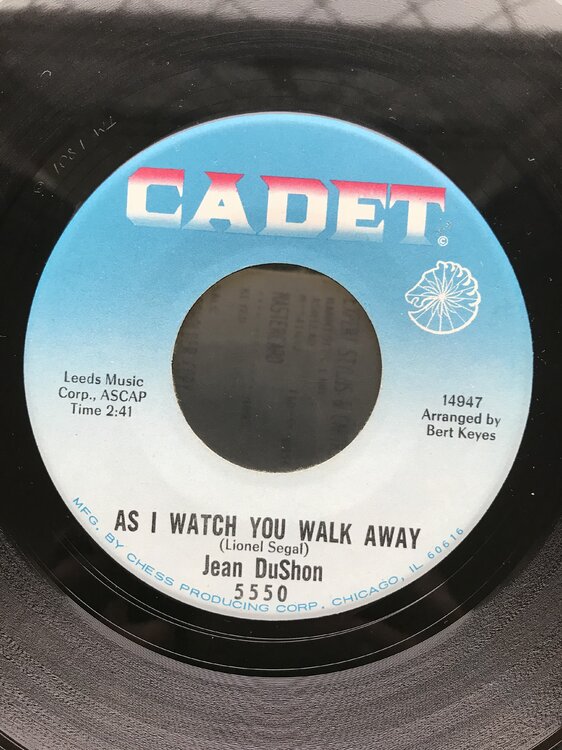 CADET
©
Leeds Music
Corp., ASCAP
Time 2:41
14947
Arranged by
Bert Keyes
AS I WATCH YOU WALK AWAY
(Lionel Segal)
Jean DuShon
5550
MFG. BY CHESS PRODUCING CORP. CHICAGO, IL 60616